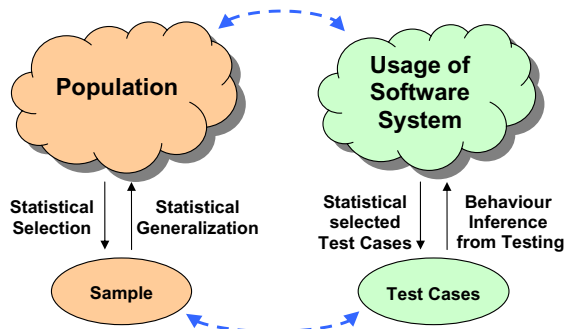 Population
Usage of
Software
System
Statistical
Selection
Statistical
Generalization
Statistical
selected
Test Cases
Behaviour
Inference
from Testing
Sample
Test Cases